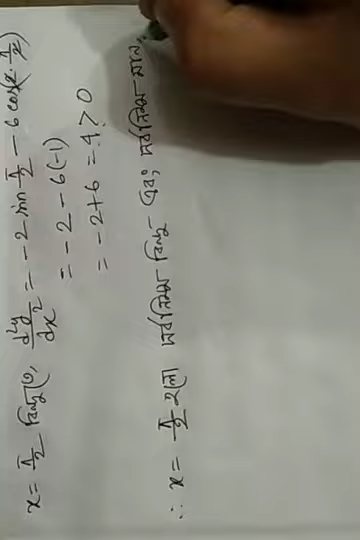 x = π/2 বিন্দুতে, d²y/dx² = -2 sin π/2 - 6 cos(2·π/2)
= -2 - 6(-1)
= -2+6 = 4 > 0
∴ x = π/2 হলো সর্বনিম্ন বিন্দু এবং সর্বনিম্ন মান,